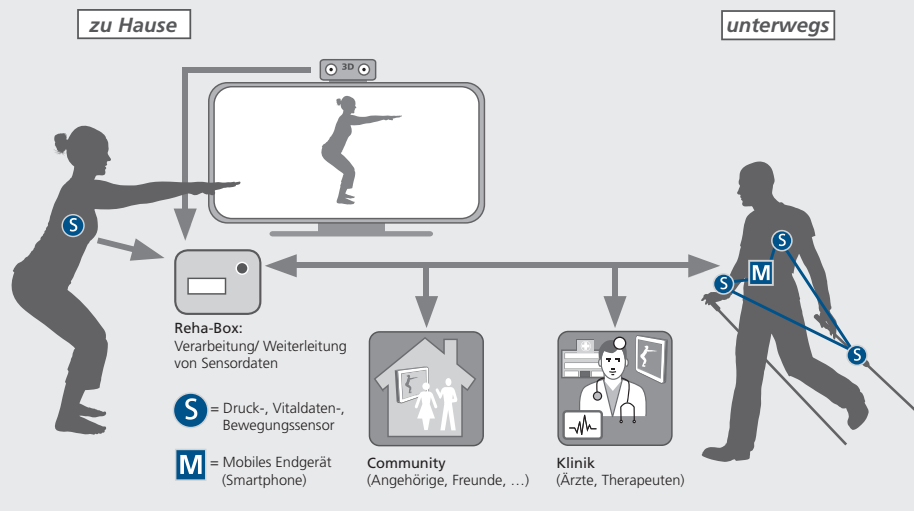 zu Hause
unterwegs
3D
S
S
M
S
S
Reha-Box:
Verarbeitung/ Weiterleitung
von Sensordaten
S = Druck-, Vitaldaten-,
Bewegungssensor
M = Mobiles Endgerät
(Smartphone)
Community
(Angehörige, Freunde, …)
Klinik
(Ärzte, Therapeuten)